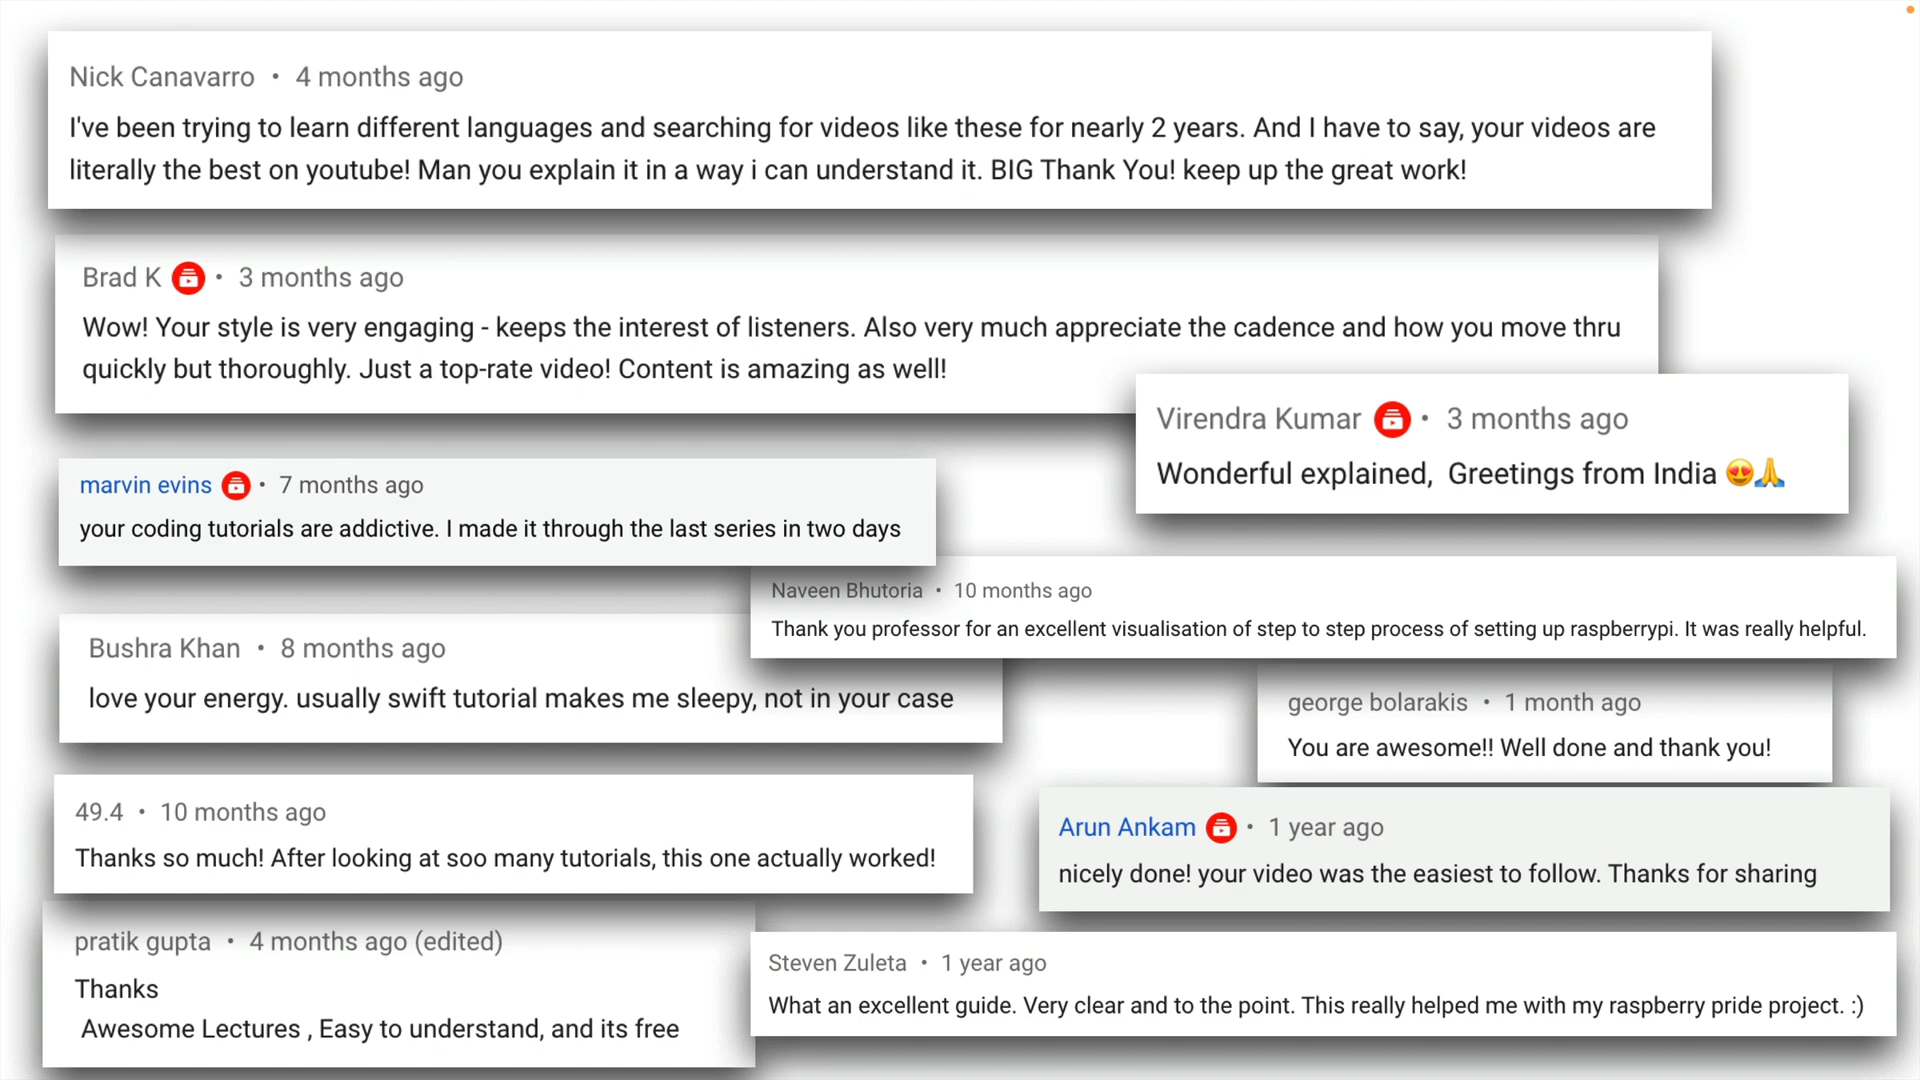 Nick Canavarro • 4 months ago
I've been trying to learn different languages and searching for videos like these for nearly 2 years. And I have to say, your videos are
literally the best on youtube! Man you explain it in a way i can understand it. BIG Thank You! keep up the great work!
Brad K • 3 months ago
Wow! Your style is very engaging - keeps the interest of listeners. Also very much appreciate the cadence and how you move thru
quickly but thoroughly. Just a top-rate video! Content is amazing as well!
Virendra Kumar • 3 months ago
Wonderful explained,  Greetings from India 😍🙏
marvin evins • 7 months ago
your coding tutorials are addictive. I made it through the last series in two days
Naveen Bhutoria • 10 months ago
Thank you professor for an excellent visualisation of step to step process of setting up raspberrypi. It was really helpful.
Bushra Khan • 8 months ago
love your energy. usually swift tutorial makes me sleepy, not in your case
george bolarakis • 1 month ago
You are awesome!! Well done and thank you!
49.4 • 10 months ago
Thanks so much! After looking at soo many tutorials, this one actually worked!
Arun Ankam • 1 year ago
nicely done! your video was the easiest to follow. Thanks for sharing
pratik gupta • 4 months ago (edited)
Thanks
Awesome Lectures , Easy to understand, and its free
Steven Zuleta • 1 year ago
What an excellent guide. Very clear and to the point. This really helped me with my raspberry pride project. :)